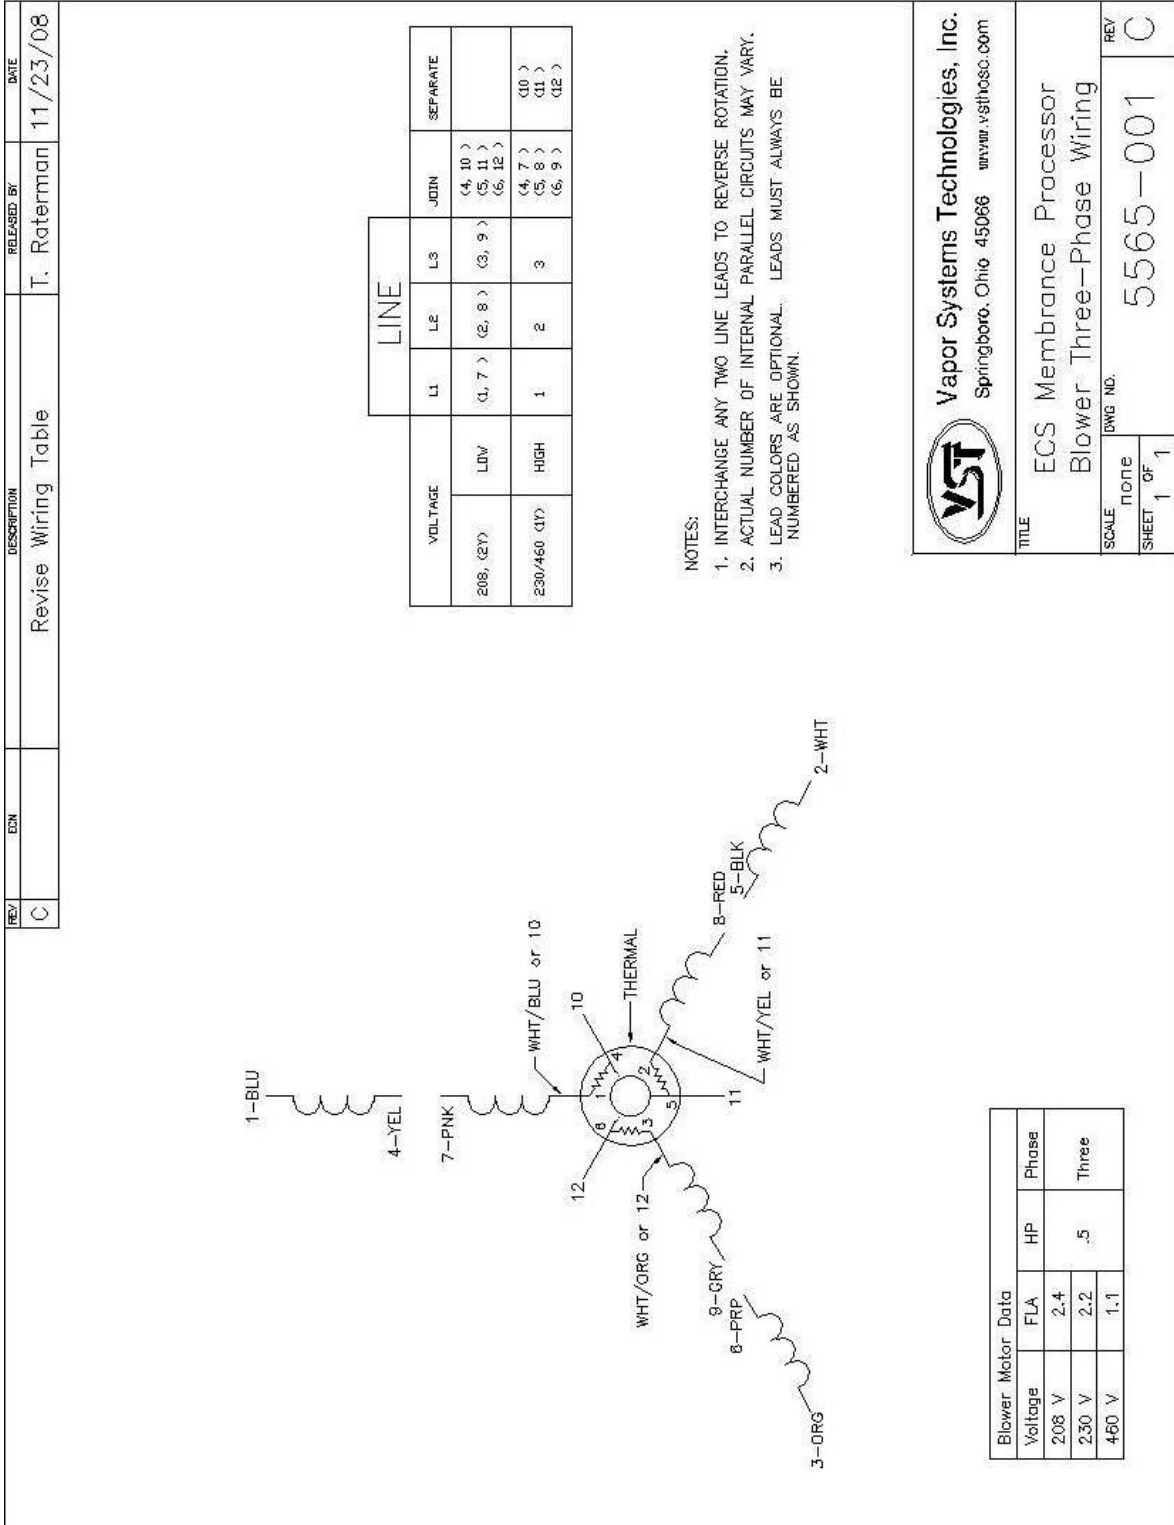 REV ECN DESCRIPTION RELEASED BY DATE
C Revise Wiring Table T. Raterman 11/23/08
1-BLU
4-YEL
7-PNK
WHT/BLU or 10
10
THERMAL
12
1
4
6
3
2
5
11
WHT/ORG or 12
WHT/YEL or 11
8-RED
5-BLK
2-WHT
9-GRY
6-PRP
3-ORG
LINE
VOLTAGE L1 L2 L3 JOIN SEPARATE
208, (2Y) LOW (1, 7 ) (2, 8 ) (3, 9 ) (4, 10 )
(5, 11 )
(6, 12 )
230/460 (1Y) HIGH 1 2 3 (4, 7 ) (10 )
(5, 8 ) (11 )
(6, 9 ) (12 )
NOTES:
1. INTERCHANGE ANY TWO LINE LEADS TO REVERSE ROTATION.
2. ACTUAL NUMBER OF INTERNAL PARALLEL CIRCUITS MAY VARY.
3. LEAD COLORS ARE OPTIONAL. LEADS MUST ALWAYS BE
NUMBERED AS SHOWN.
Blower Motor Data
Voltage FLA HP Phase
208 V 2.4
230 V 2.2 .5 Three
460 V 1.1
VST
Vapor Systems Technologies, Inc.
Springboro, Ohio 45066 www.vsthose.com
TITLE
ECS Membrance Processor
Blower Three-Phase Wiring
SCALE none
SHEET 1 OF 1
DWG NO.
5565-001
REV
C